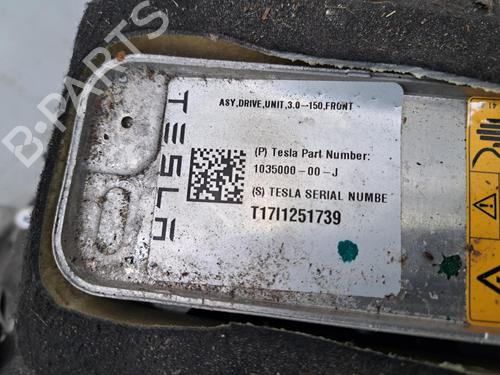 ASY,DRIVE,UNIT,3.0-150,FRONT
TESLA
(P) Tesla Part Number:
1035000-00-J
(S) TESLA SERIAL NUMBE
T17I1251739
B-PARTS